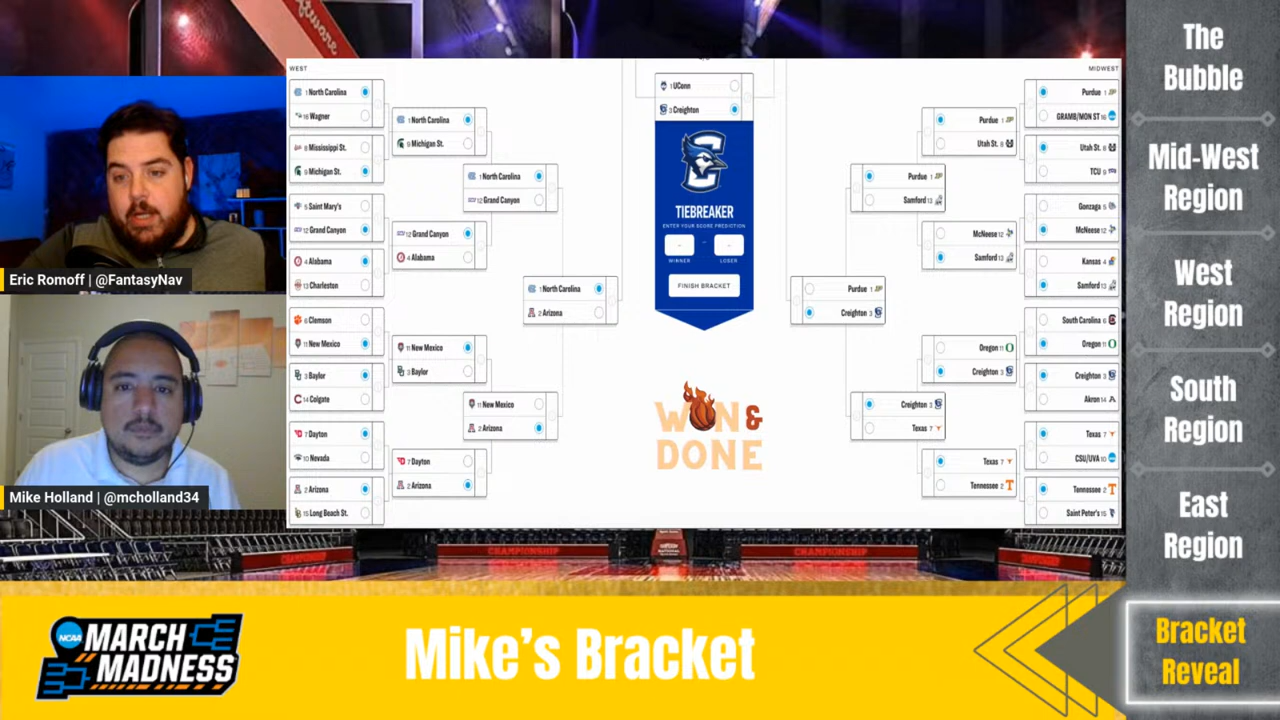 WEST
1 North Carolina
16 Wagner
8 Mississippi St.
9 Michigan St.
5 Saint Mary's
12 Grand Canyon
4 Alabama
13 Charleston
6 Clemson
11 New Mexico
3 Baylor
14 Colgate
7 Dayton
10 Nevada
2 Arizona
15 Long Beach St.
1 North Carolina
9 Michigan St.
12 Grand Canyon
4 Alabama
11 New Mexico
3 Baylor
7 Dayton
2 Arizona
1 North Carolina
12 Grand Canyon
11 New Mexico
2 Arizona
1 North Carolina
2 Arizona
1 UConn
3 Creighton
TIEBREAKER
ENTER YOUR SCORE PREDICTION
- - -
WINNER LOSER
FINISH BRACKET
WON &
DONE
Purdue 1
Creighton 3
Purdue 1
Samford 13
Creighton 3
Texas 7
Purdue 1
Utah St. 8
McNeese 12
Samford 13
Oregon 11
Creighton 3
Texas 7
Tennessee 2
MIDWEST
Purdue 1
GRAMB/MON ST 16
Utah St. 8
TCU 9
Gonzaga 5
McNeese 12
Kansas 4
Samford 13
South Carolina 6
Oregon 11
Creighton 3
Akron 14
Texas 7
CSU/UVA 10
Tennessee 2
Saint Peter's 15
Eric Romoff | @FantasyNav
Mike Holland | @mcholland34
CHAMPIONSHIP
CHAMPIONSHIP
The
Bubble
Mid-West
Region
West
Region
South
Region
East
Region
Bracket
Reveal
NCAA
MARCH
MADNESS
Mike's Bracket